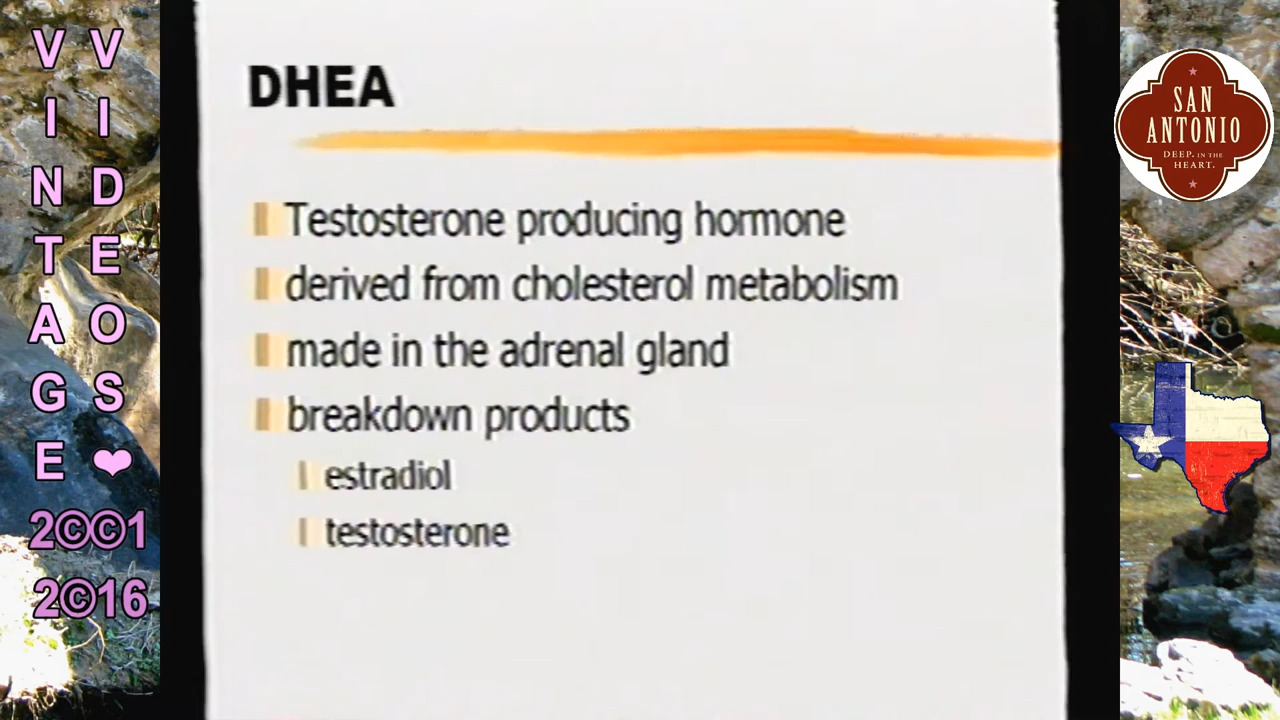 DHEA
Testosterone producing hormone
derived from cholesterol metabolism
made in the adrenal gland
breakdown products
estradiol
testosterone
VINTAGE
VIDEOS❤
2©©1
2©16
SAN
ANTONIO
DEEP. IN THE
HEART.